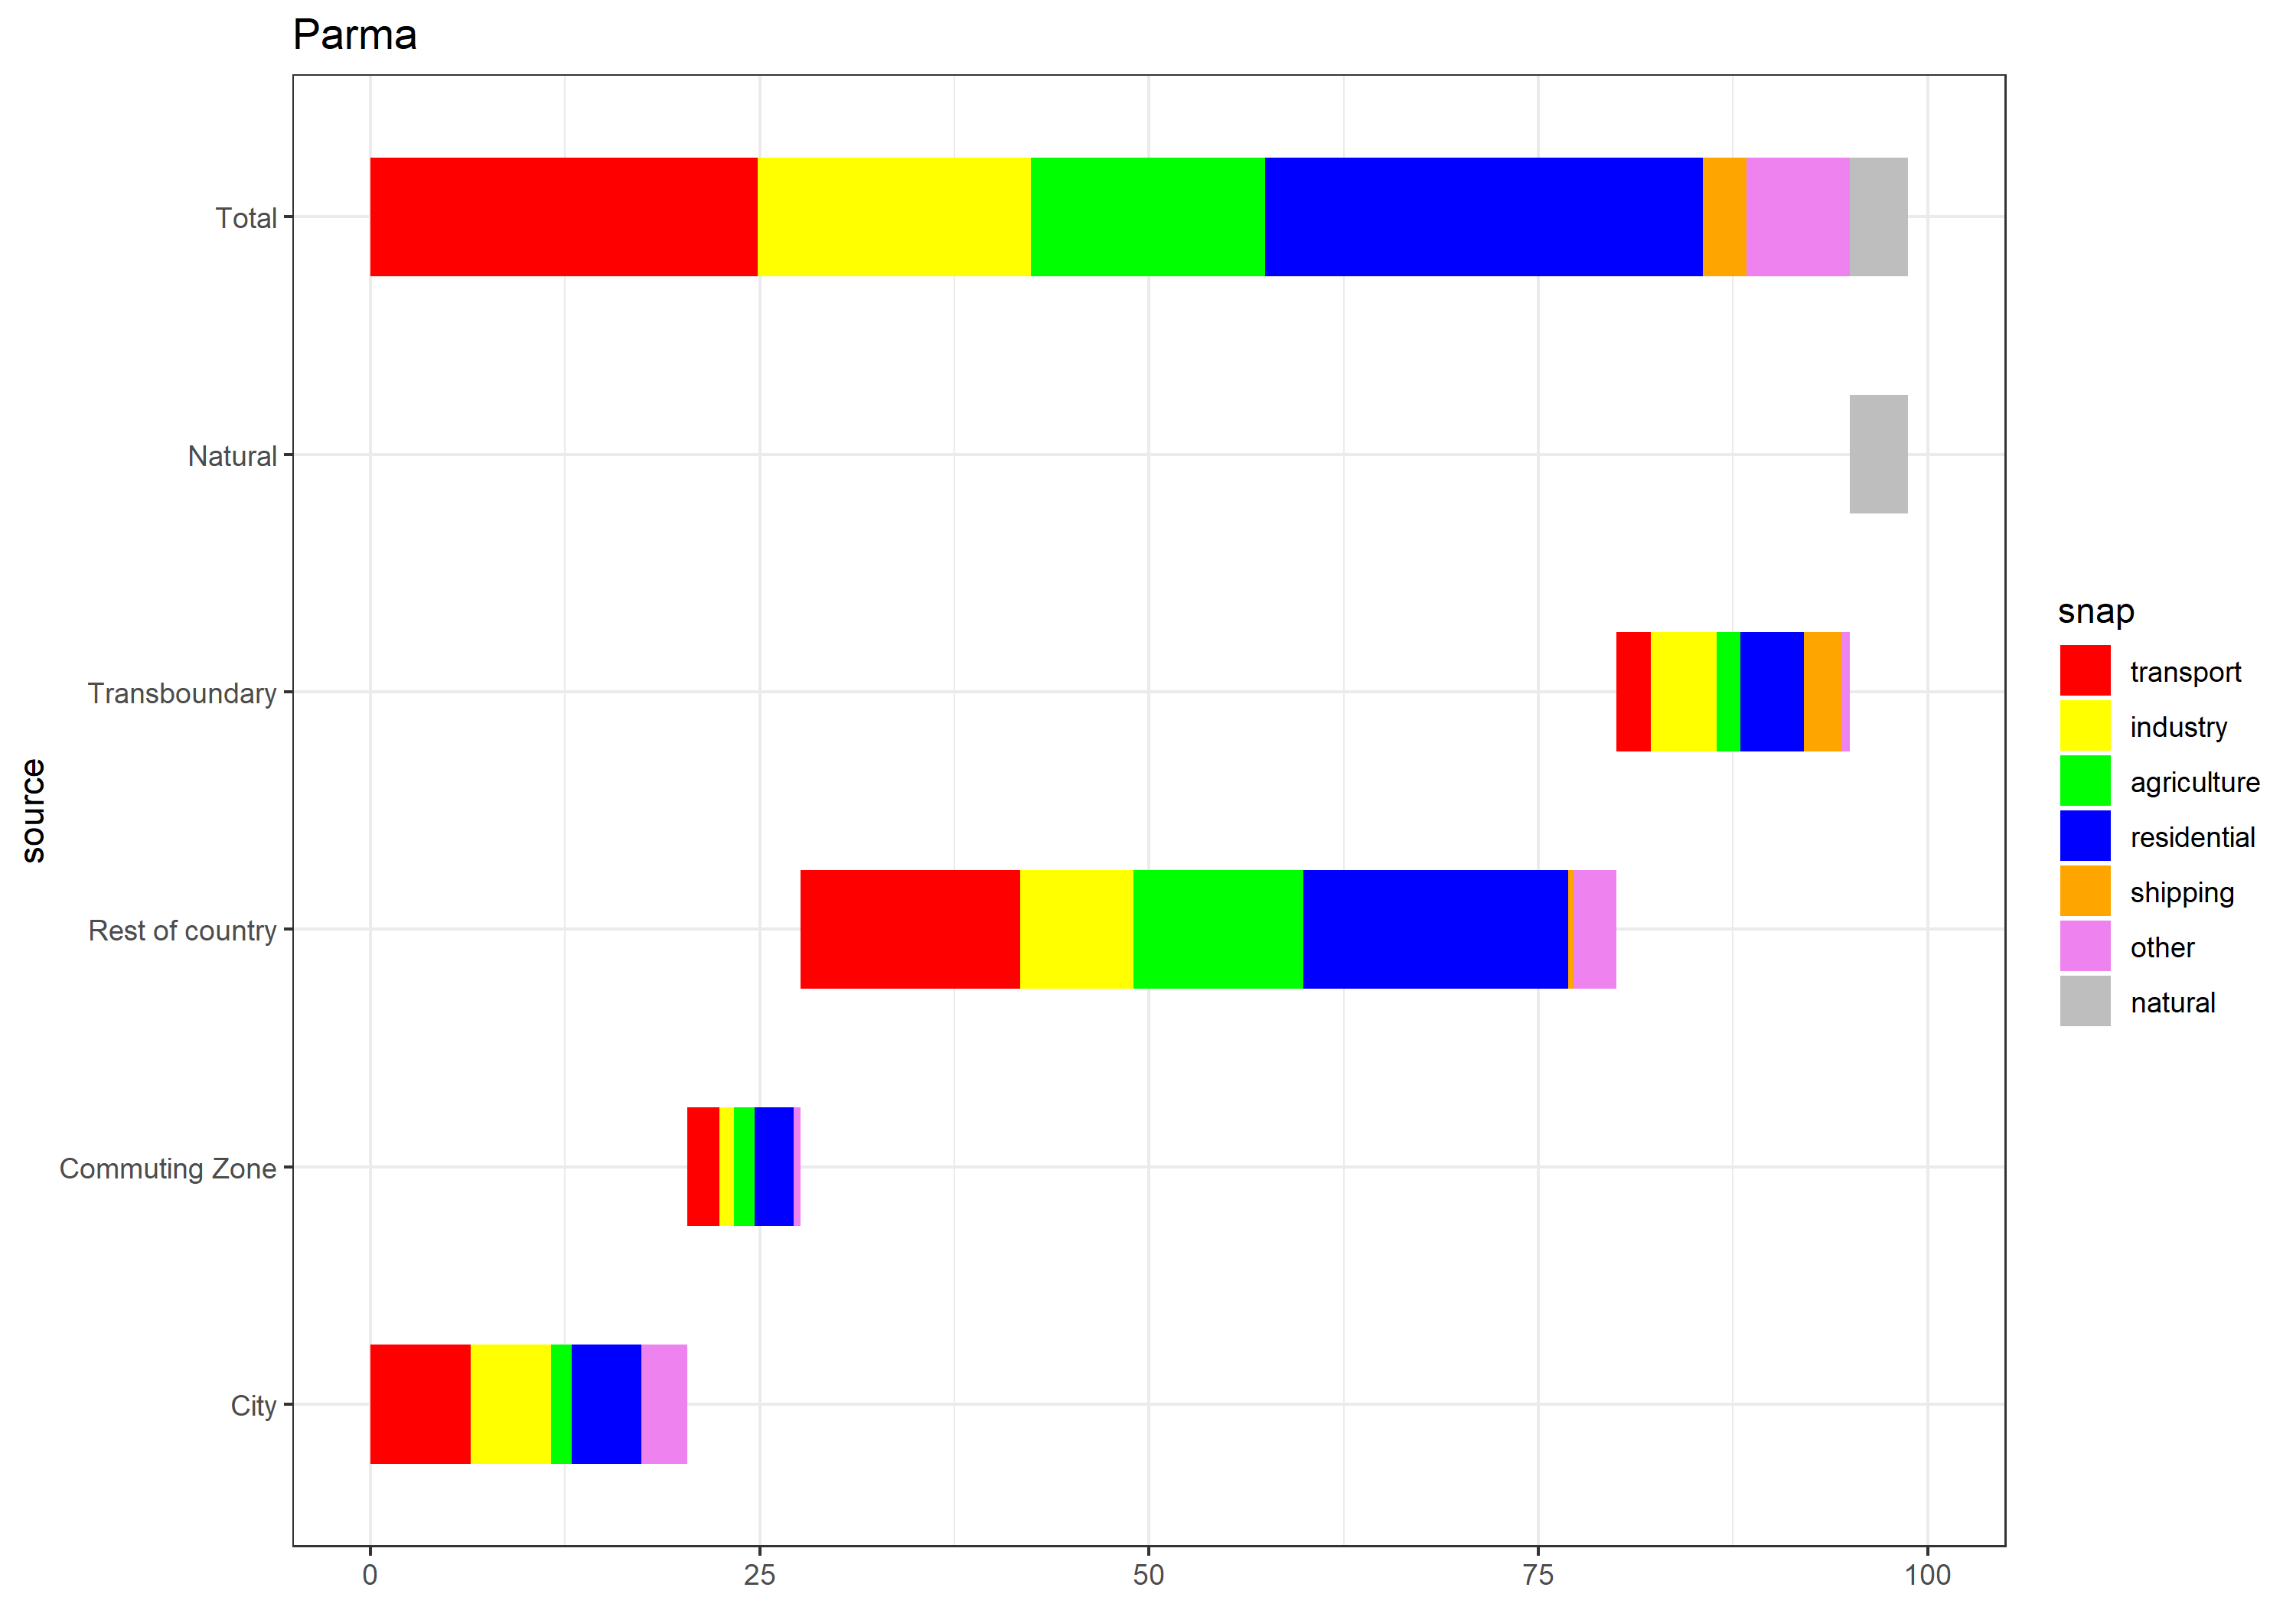 Parma
source
Total
Natural
Transboundary
Rest of country
Commuting Zone
City
0 25 50 75 100
snap
transport
industry
agriculture
residential
shipping
other
natural